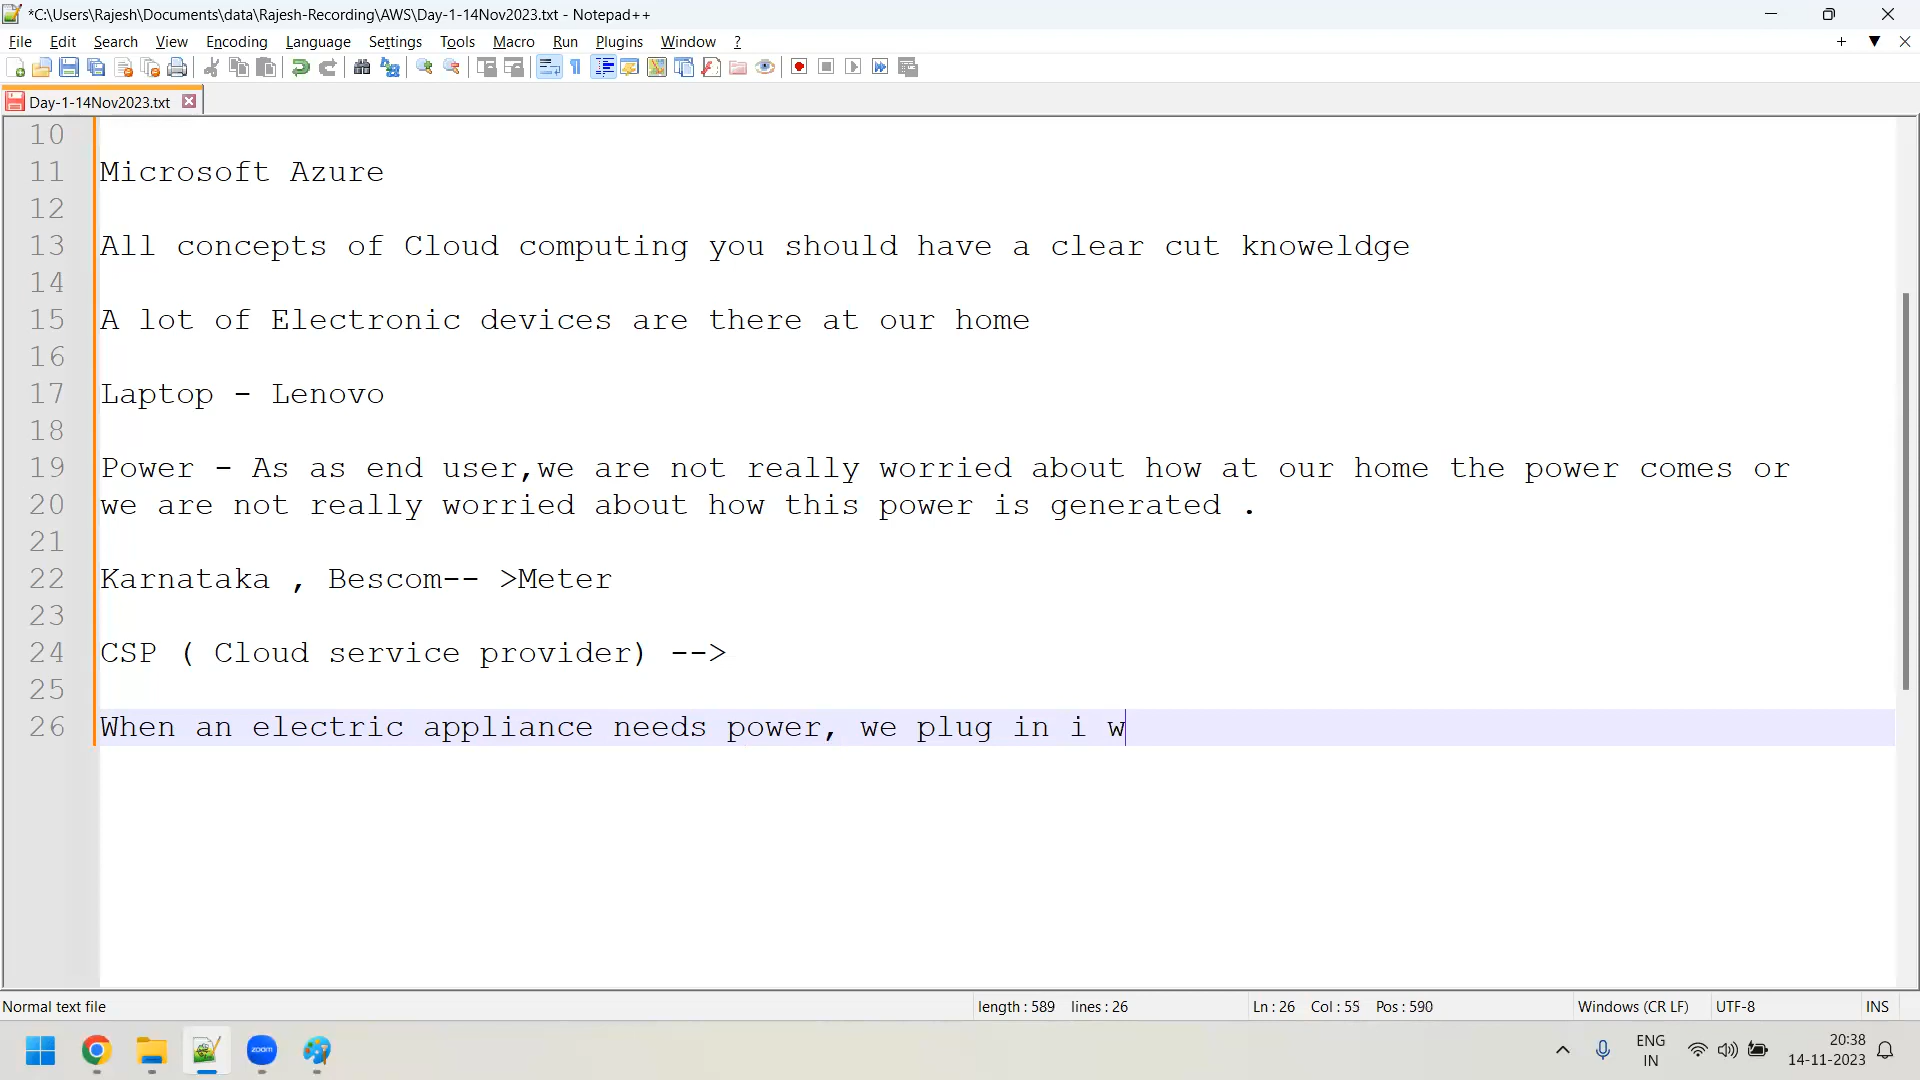 *C:\Users\Rajesh\Documents\data\Rajesh-Recording\AWS\Day-1-14Nov2023.txt - Notepad++
File Edit Search View Encoding Language Settings Tools Macro Run Plugins Window ?
Day-1-14Nov2023.txt
10
11 Microsoft Azure
12
13 All concepts of Cloud computing you should have a clear cut knoweldge
14
15 A lot of Electronic devices are there at our home
16
17 Laptop - Lenovo
18
19 Power - As as end user,we are not really worried about how at our home the power comes or
20 we are not really worried about how this power is generated .
21
22 Karnataka , Bescom-- >Meter
23
24 CSP ( Cloud service provider) -->
25
26 When an electric appliance needs power, we plug in i w
Normal text file length : 589 lines : 26 Ln : 26 Col : 55 Pos : 590 Windows (CR LF) UTF-8 INS
zoom
ENG
IN
20:38
14-11-2023